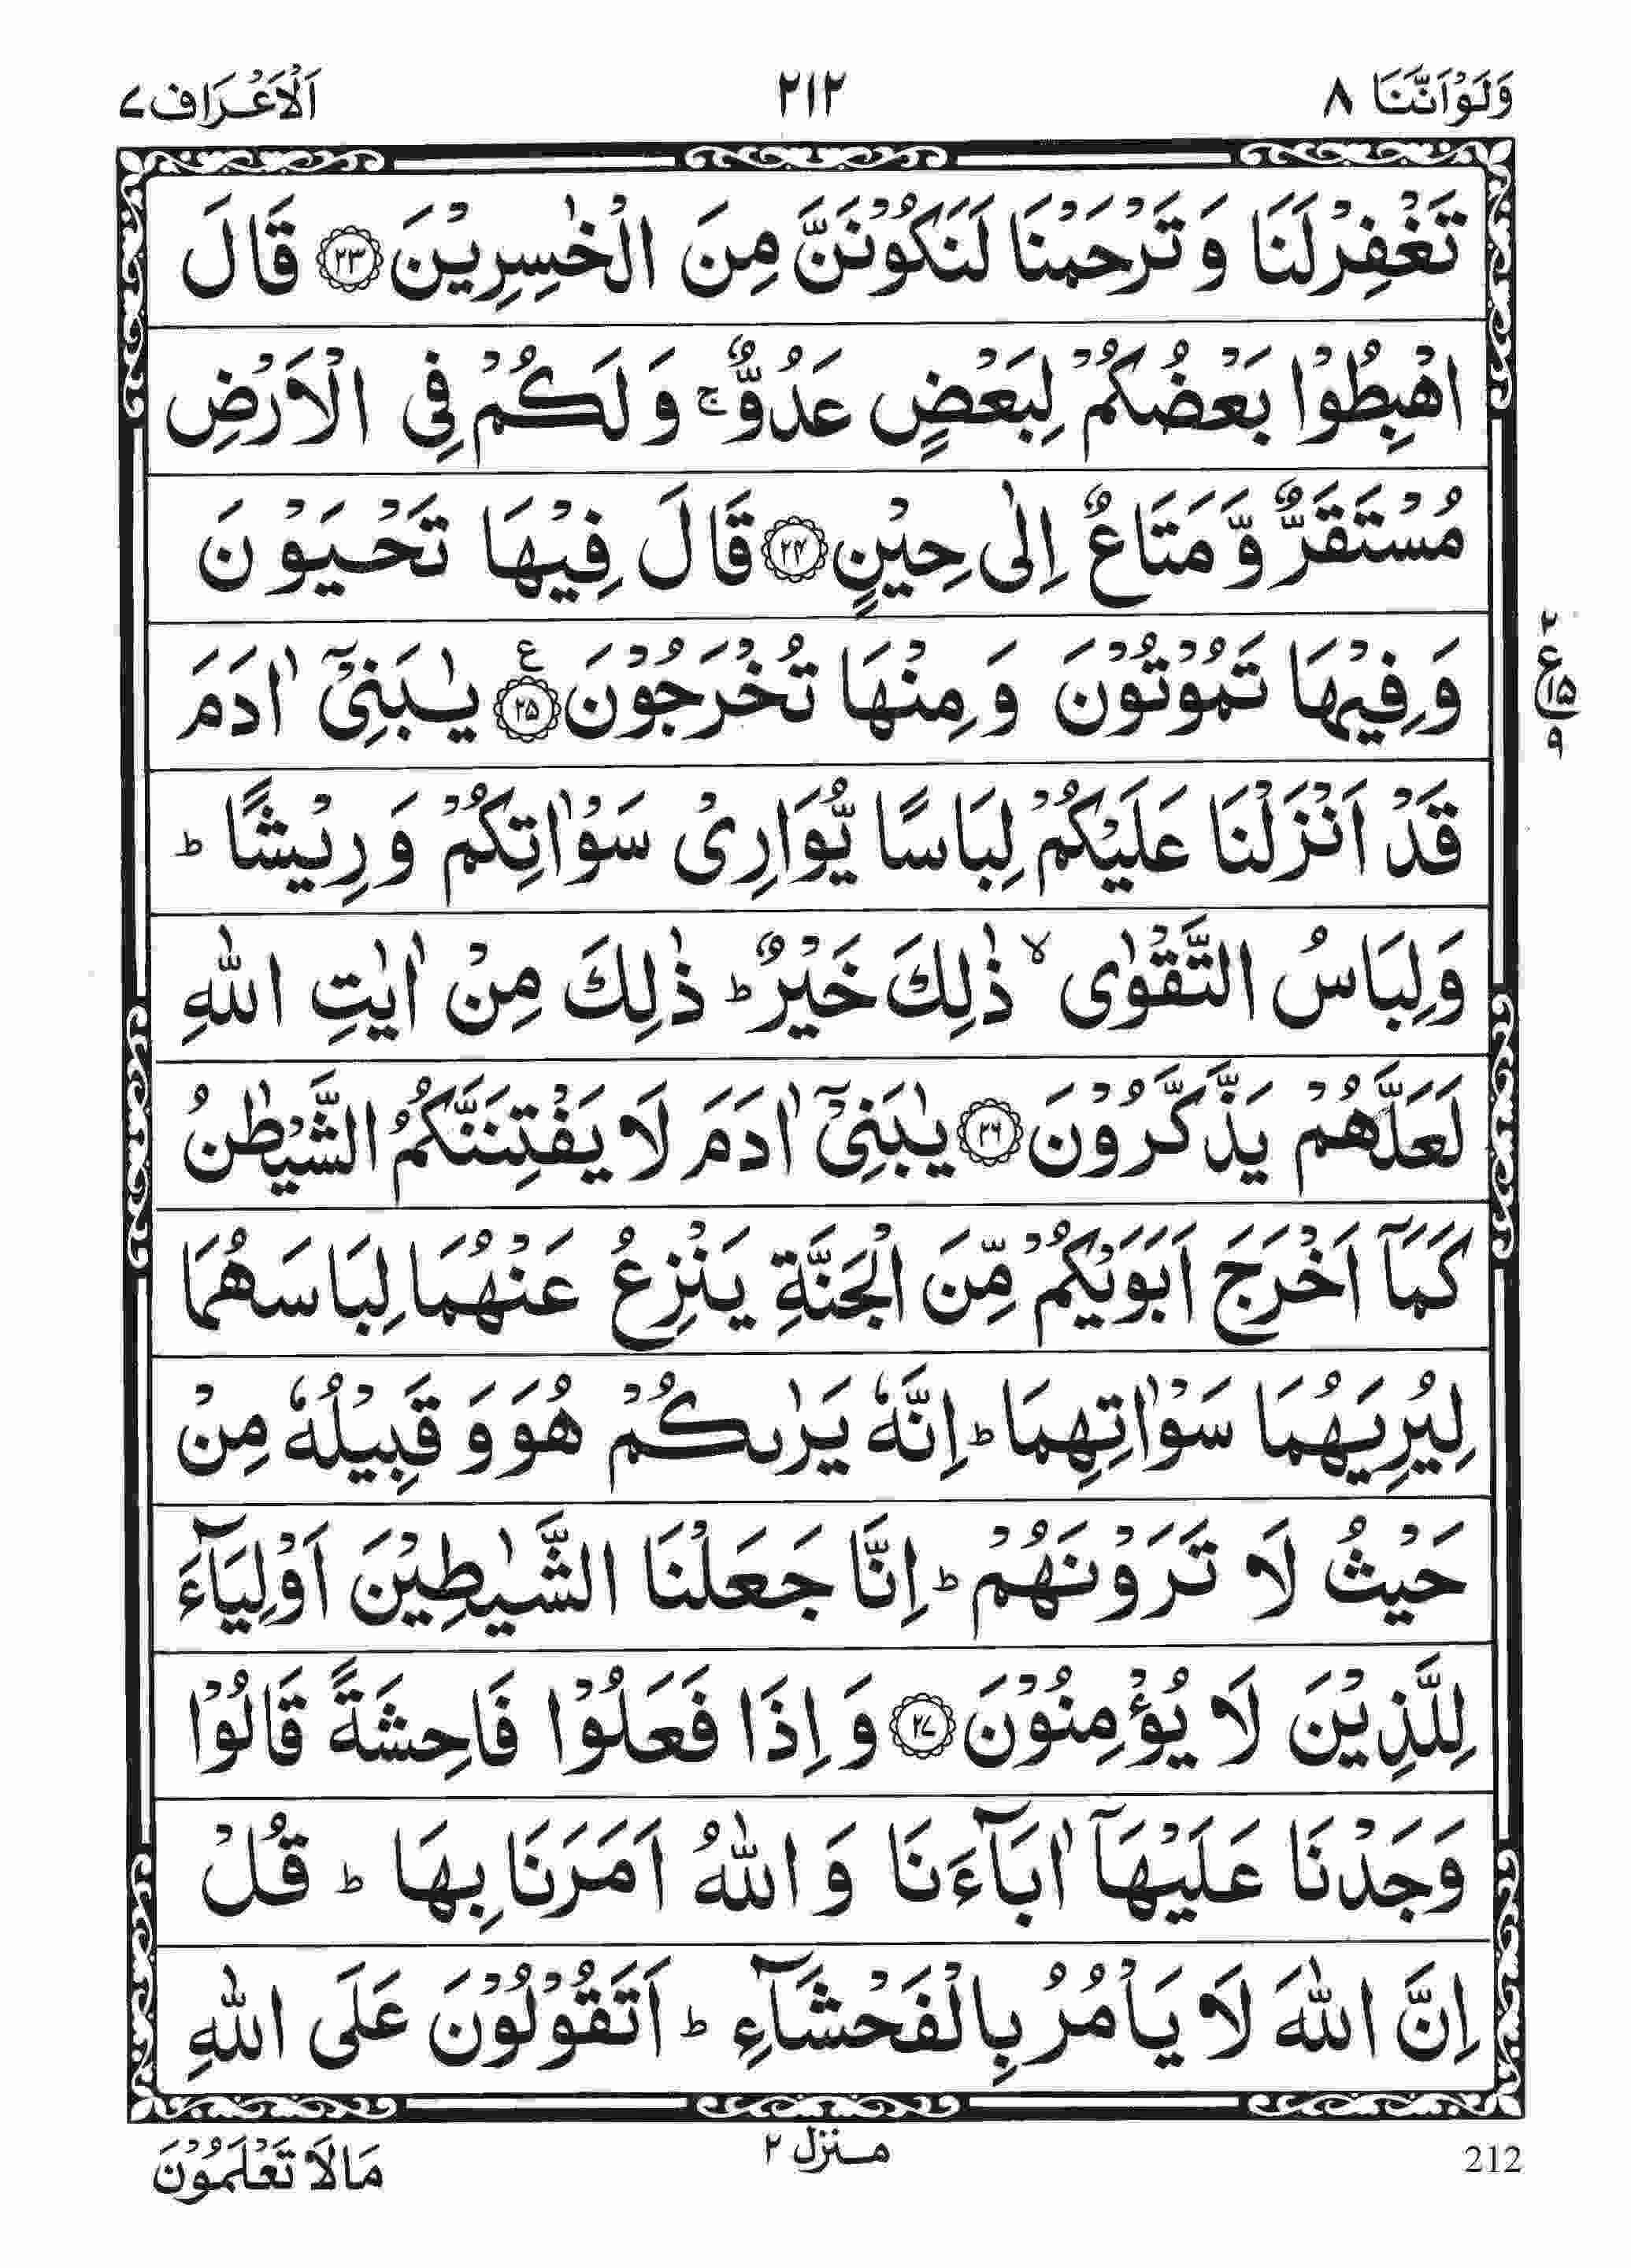 وَلَوْ اَنَّنَا ٨
٢١٢
اَلْاَعْرَاف ٧
تَغْفِرْ لَنَا وَ تَرْحَمْنَا لَنَكُوْنَنَّ مِنَ الْخٰسِرِيْنَ ۝٢٣ قَالَ
اهْبِطُوْا بَعْضُكُمْ لِبَعْضٍ عَدُوٌّ ۚ وَ لَكُمْ فِى الْاَرْضِ
مُسْتَقَرٌّ وَّ مَتَاعٌ اِلٰى حِيْنٍ ۝٢٤ قَالَ فِيْهَا تَحْيَوْنَ
وَ فِيْهَا تَمُوْتُوْنَ وَ مِنْهَا تُخْرَجُوْنَ ۝٢٥ ع يٰبَنِىْٓ اٰدَمَ
٢
ع
١٥
٩
قَدْ اَنْزَلْنَا عَلَيْكُمْ لِبَاسًا يُّوَارِىْ سَوْاٰتِكُمْ وَ رِيْشًا ؕ
وَلِبَاسُ التَّقْوٰى ۙ ذٰلِكَ خَيْرٌ ؕ ذٰلِكَ مِنْ اٰيٰتِ اللّٰهِ
لَعَلَّهُمْ يَذَّكَّرُوْنَ ۝٢٦ يٰبَنِىْٓ اٰدَمَ لَا يَفْتِنَنَّكُمُ الشَّيْطٰنُ
كَمَآ اَخْرَجَ اَبَوَيْكُمْ مِّنَ الْجَنَّةِ يَنْزِعُ عَنْهُمَا لِبَاسَهُمَا
لِيُرِيَهُمَا سَوْاٰتِهِمَا ؕ اِنَّهٗ يَرٰىكُمْ هُوَ وَ قَبِيْلُهٗ مِنْ
حَيْثُ لَا تَرَوْنَهُمْ ؕ اِنَّا جَعَلْنَا الشَّيٰطِيْنَ اَوْلِيَآءَ
لِلَّذِيْنَ لَا يُؤْمِنُوْنَ ۝٢٧ وَ اِذَا فَعَلُوْا فَاحِشَةً قَالُوْا
وَجَدْنَا عَلَيْهَآ اٰبَآءَنَا وَ اللّٰهُ اَمَرَنَا بِهَا ؕ قُلْ
اِنَّ اللّٰهَ لَا يَاْمُرُ بِالْفَحْشَآءِ ؕ اَتَقُوْلُوْنَ عَلَى اللّٰهِ
212
منزل ٢
مَا لَا تَعْلَمُوْنَ